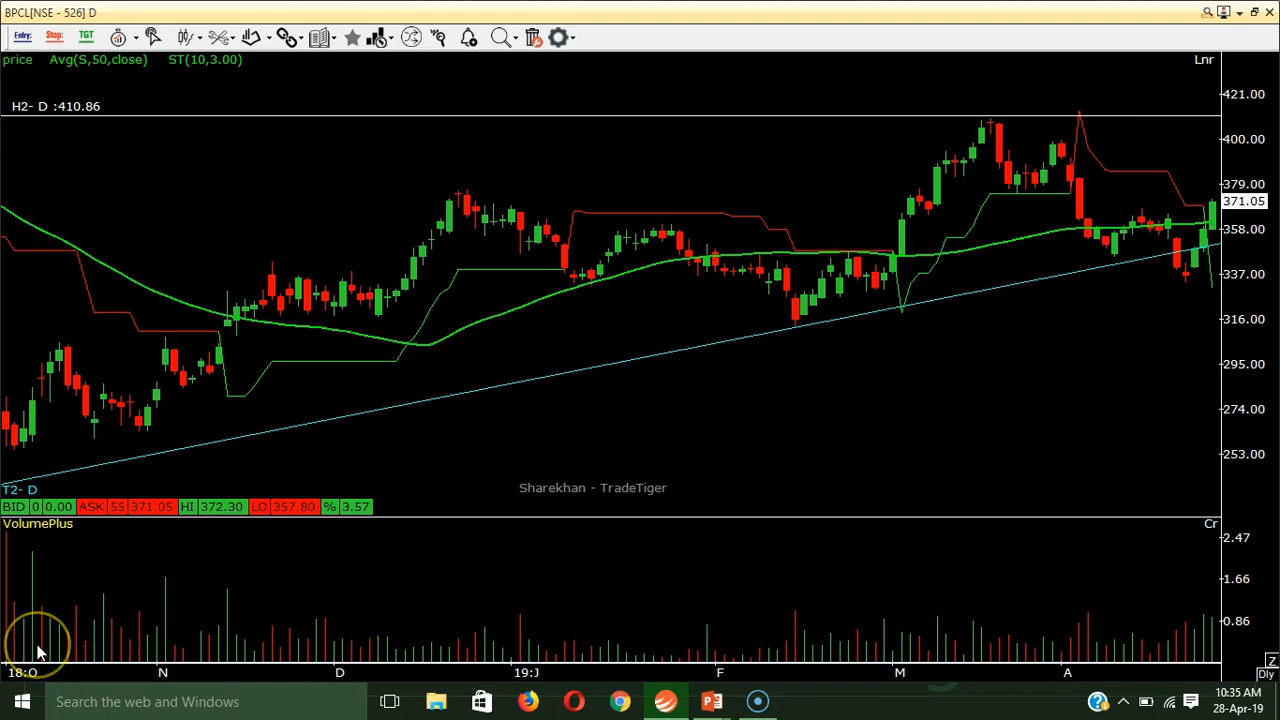 BPCL[NSE - 526] D
Entry: Stop: TGT
price Avg(S,50,close) ST(10,3.00) Lnr
H2- D :410.86
421.00
400.00
379.00
371.05
358.00
337.00
316.00
295.00
274.00
253.00
T2- D
Sharekhan - TradeTiger
BID 0 0.00 ASK 55 371.05 HI 372.30 LO 357.80 % 3.57
VolumePlus Cr
2.47
1.66
0.86
18:O N D 19:J F M A
Z
Dly
Search the web and Windows
10:35 AM
28-Apr-19